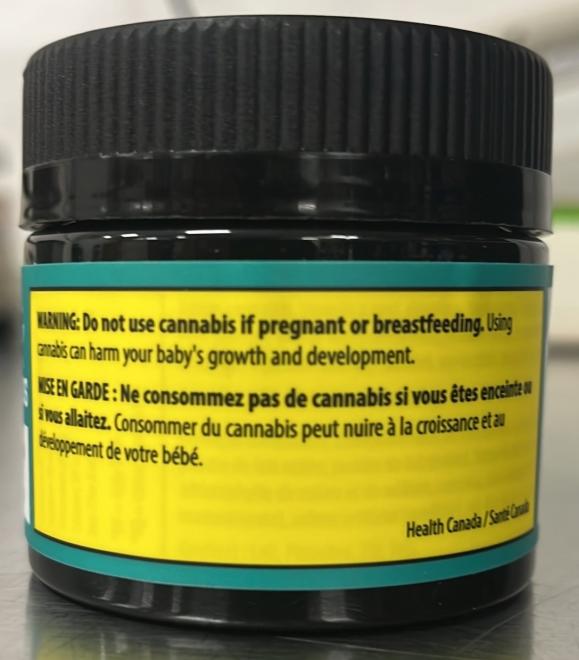 WARNING: Do not use cannabis if pregnant or breastfeeding. Using
cannabis can harm your baby's growth and development.
MISE EN GARDE : Ne consommez pas de cannabis si vous êtes enceinte ou
si vous allaitez. Consommer du cannabis peut nuire à la croissance et au
développement de votre bébé.
Health Canada / Santé Canada